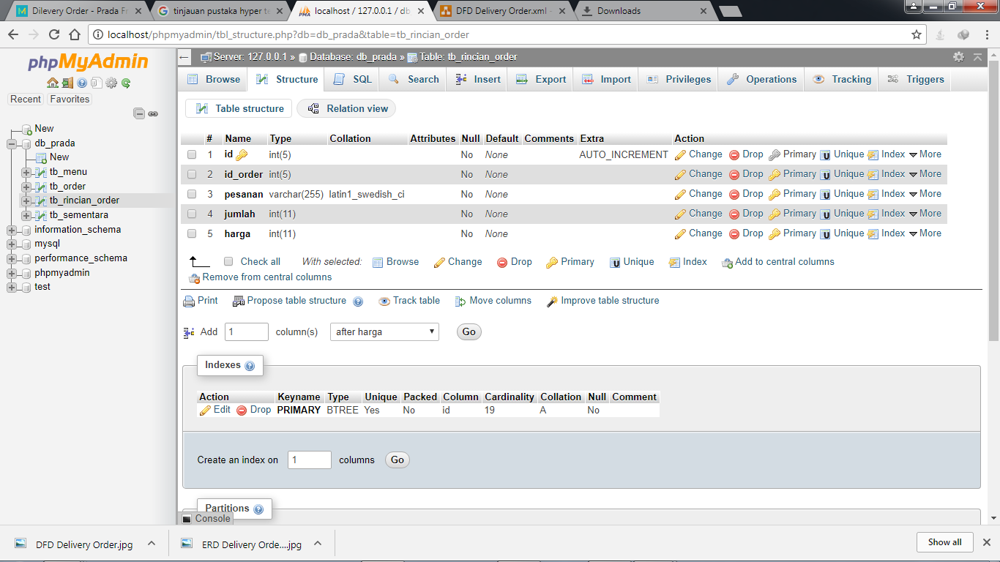 Dilevery Order - Prada Fr
tinjauan pustaka hyper te
localhost / 127.0.0.1 / db
DFD Delivery Order.xml -
Downloads
localhost/phpmyadmin/tbl_structure.php?db=db_prada&table=tb_rincian_order
phpMyAdmin
Recent Favorites
New
db_prada
New
tb_menu
tb_order
tb_rincian_order
tb_sementara
information_schema
mysql
performance_schema
phpmyadmin
test
Server: 127.0.0.1 » Database: db_prada » Table: tb_rincian_order
Browse Structure SQL Search Insert Export Import Privileges Operations Tracking Triggers
Table structure Relation view
# Name Type Collation Attributes Null Default Comments Extra Action
1 id int(5) No None AUTO_INCREMENT Change Drop Primary Unique Index More
2 id_order int(5) No None Change Drop Primary Unique Index More
3 pesanan varchar(255) latin1_swedish_ci No None Change Drop Primary Unique Index More
4 jumlah int(11) No None Change Drop Primary Unique Index More
5 harga int(11) No None Change Drop Primary Unique Index More
Check all With selected: Browse Change Drop Primary Unique Index Add to central columns
Remove from central columns
Print Propose table structure Track table Move columns Improve table structure
Add 1 column(s) after harga Go
Indexes
Action Keyname Type Unique Packed Column Cardinality Collation Null Comment
Edit Drop PRIMARY BTREE Yes No id 19 A No
Create an index on 1 columns Go
Partitions
Console
DFD Delivery Order.jpg
ERD Delivery Orde....jpg
Show all